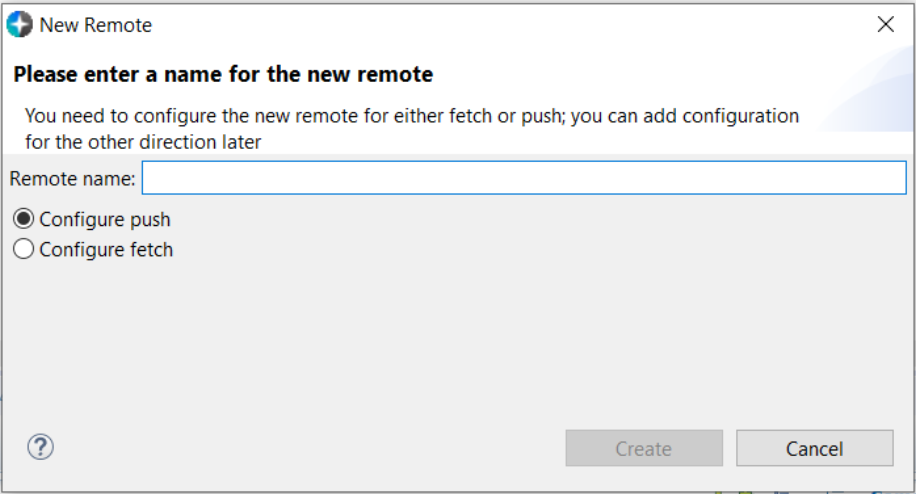 New Remote
Please enter a name for the new remote
You need to configure the new remote for either fetch or push; you can add configuration
for the other direction later
Remote name:
Configure push
Configure fetch
?
Create
Cancel